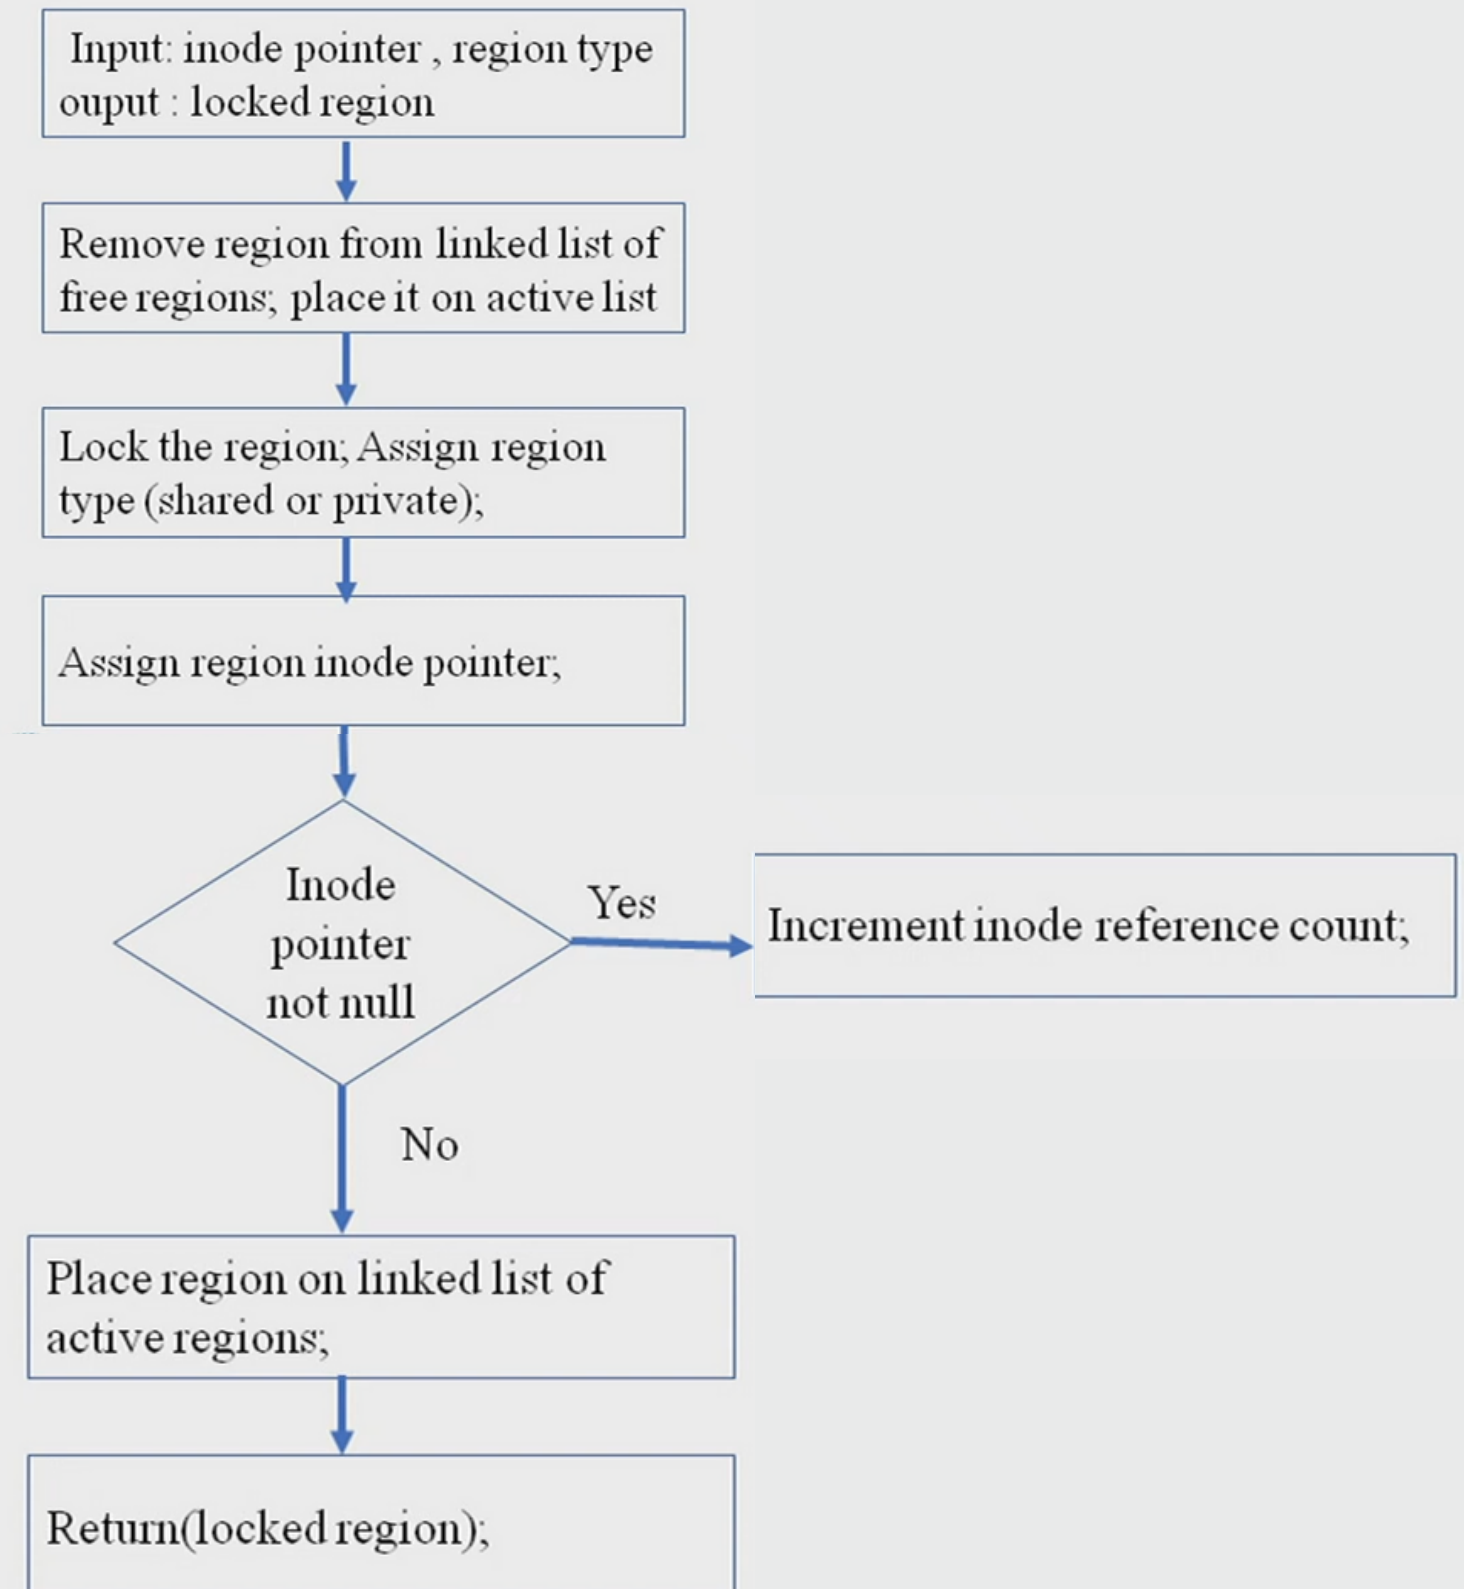 Input: inode pointer , region type
ouput : locked region
Remove region from linked list of
free regions; place it on active list
Lock the region; Assign region
type (shared or private);
Assign region inode pointer;
Inode
pointer
not null
Yes
Increment inode reference count;
No
Place region on linked list of
active regions;
Return(locked region);